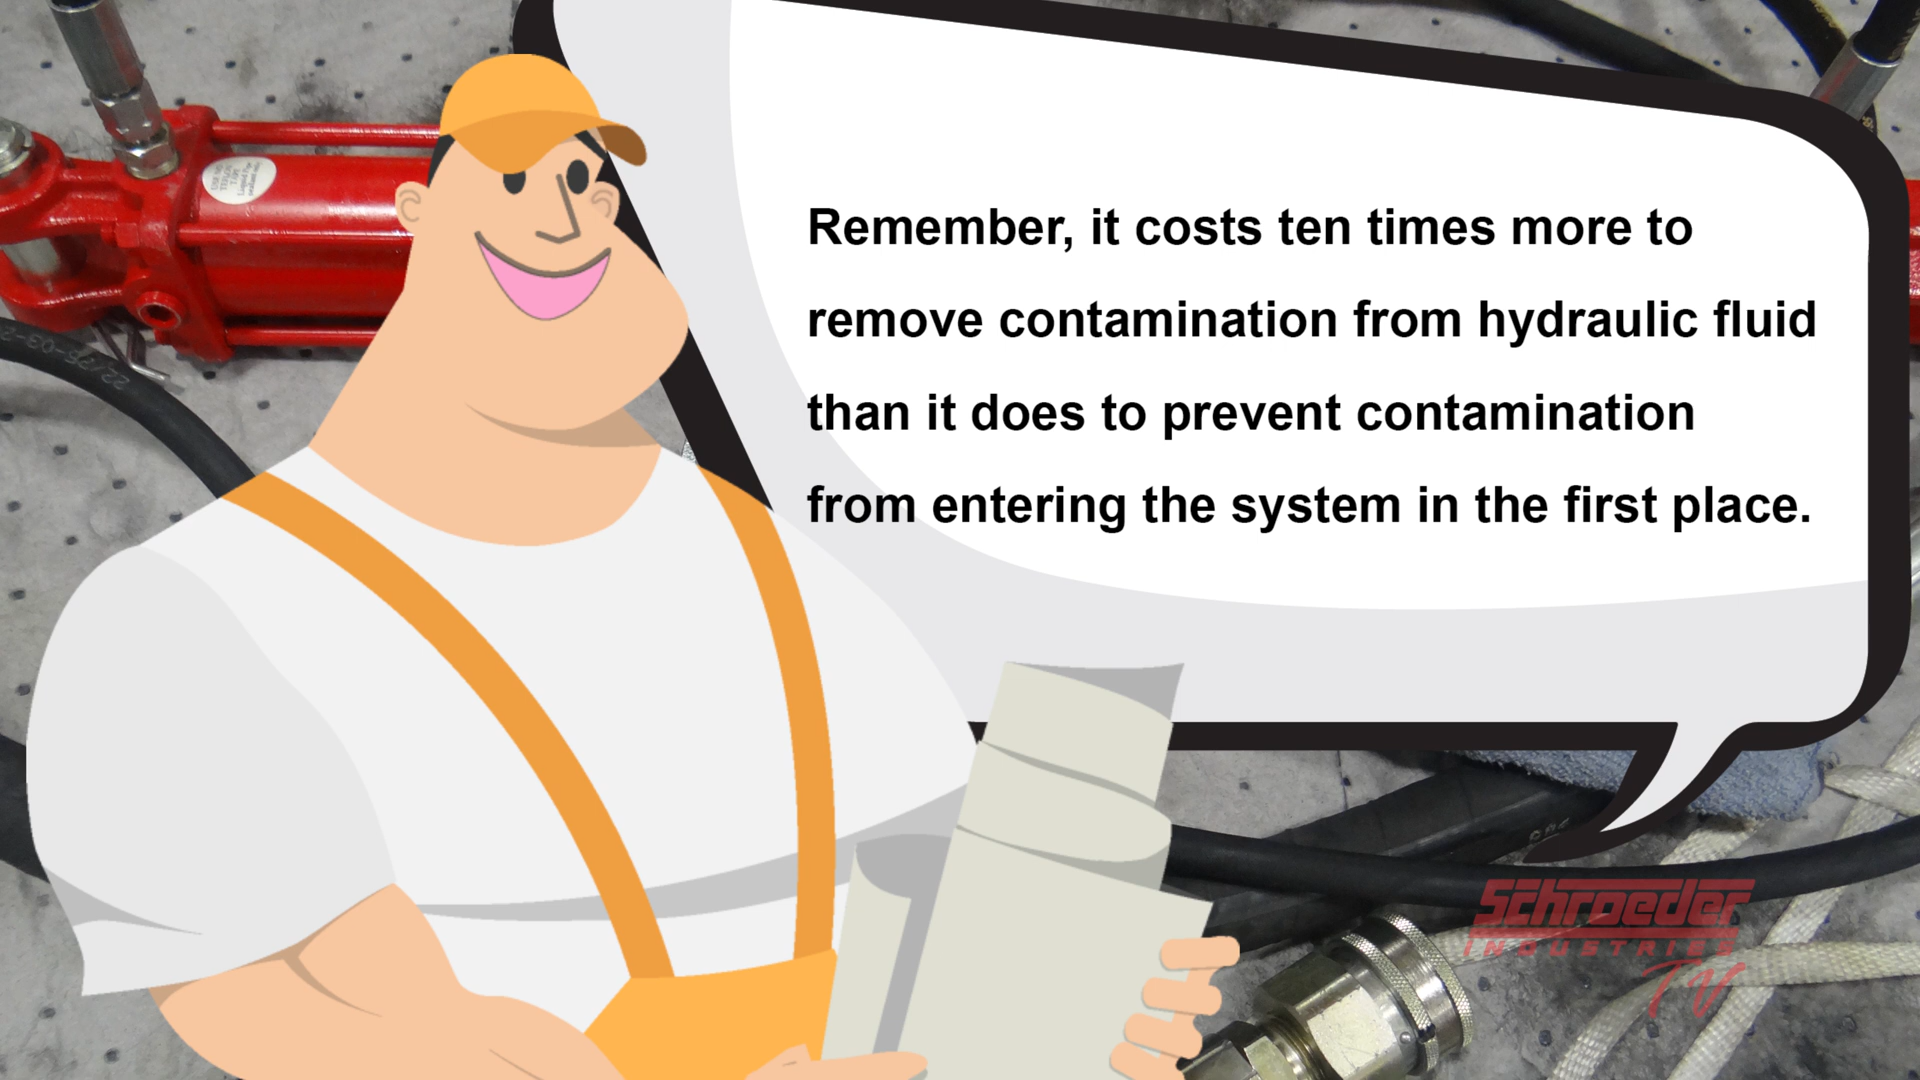 Remember, it costs ten times more to
remove contamination from hydraulic fluid
than it does to prevent contamination
from entering the system in the first place.
Schroeder
INDUSTRIES
TV